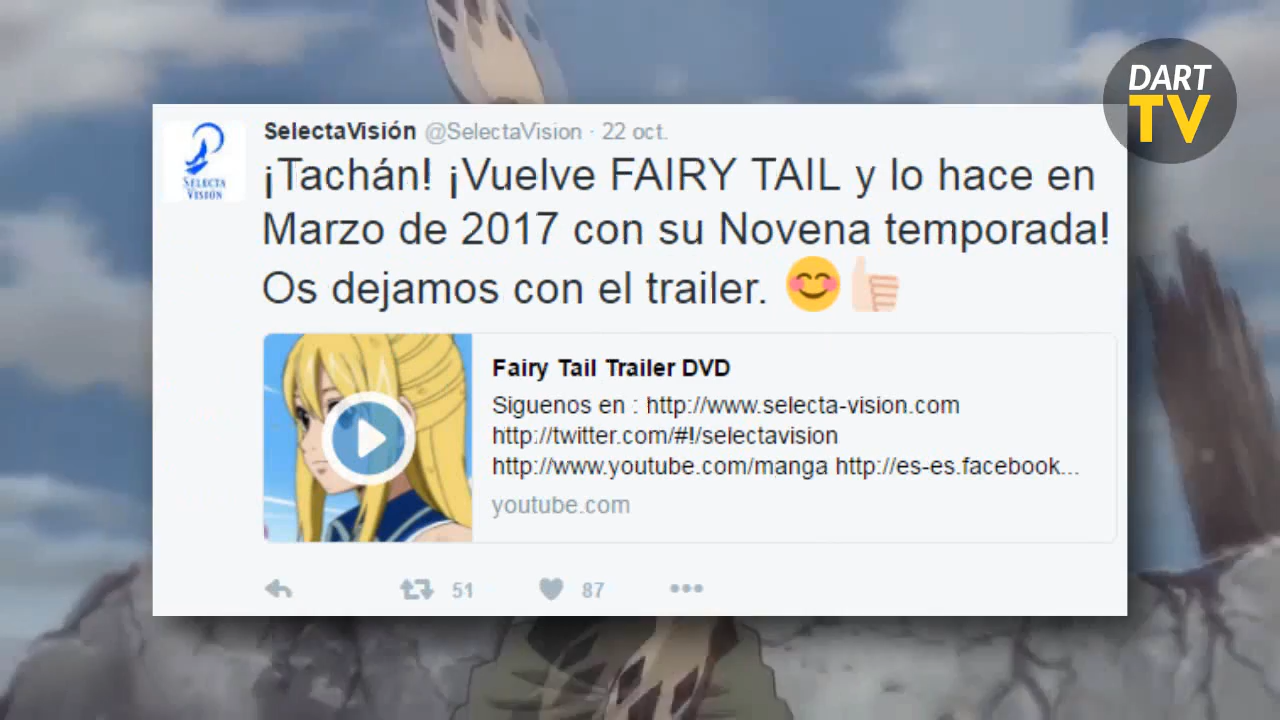 DART
TV
SelectaVisión @SelectaVision · 22 oct.
SELECTA
VISIÓN
¡Tachán! ¡Vuelve FAIRY TAIL y lo hace en
Marzo de 2017 con su Novena temporada!
Os dejamos con el trailer. 😊👍🏻
Fairy Tail Trailer DVD
Siguenos en : http://www.selecta-vision.com
http://twitter.com/#!/selectavision
http://www.youtube.com/manga http://es-es.facebook...
youtube.com
51
87